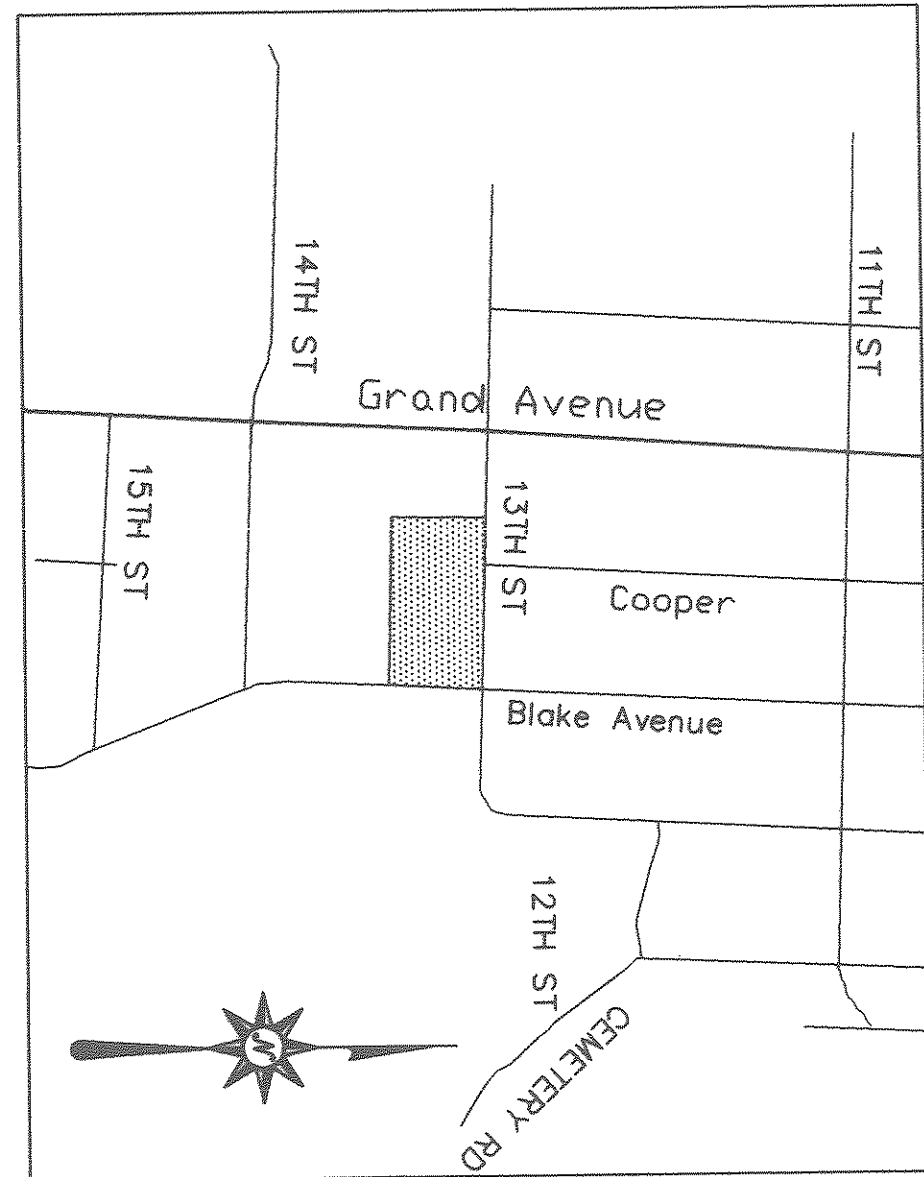 14TH ST
11TH ST
Grand Avenue
15TH ST
13TH ST
Cooper
Blake Avenue
12TH ST
CEMETERY RD
N